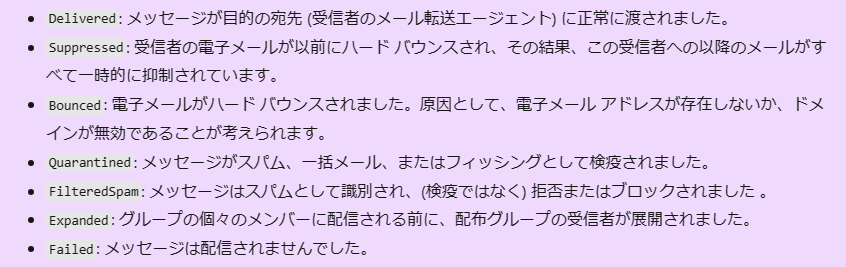 Delivered: メッセージが目的の宛先 (受信者のメール転送エージェント) に正常に渡されました。
Suppressed: 受信者の電子メールが以前にハード バウンスされ、その結果、この受信者への以降のメールがす
べて一時的に抑制されています。
Bounced: 電子メールがハード バウンスされました。原因として、電子メール アドレスが存在しないか、ドメ
インが無効であることが考えられます。
Quarantined: メッセージがスパム、一括メール、またはフィッシングとして検疫されました。
FilteredSpam: メッセージはスパムとして識別され、(検疫ではなく) 拒否またはブロックされました 。
Expanded: グループの個々のメンバーに配信される前に、配布グループの受信者が展開されました。
Failed: メッセージは配信されませんでした。